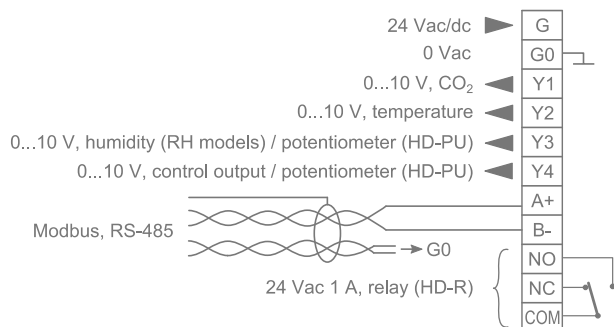 24 Vac/dc G
0 Vac G0
0...10 V, CO₂ Y1
0...10 V, temperature Y2
0...10 V, humidity (RH models) / potentiometer (HD-PU) Y3
0...10 V, control output / potentiometer (HD-PU) Y4
A+
Modbus, RS-485 B-
G0
NO
24 Vac 1 A, relay (HD-R) NC
COM